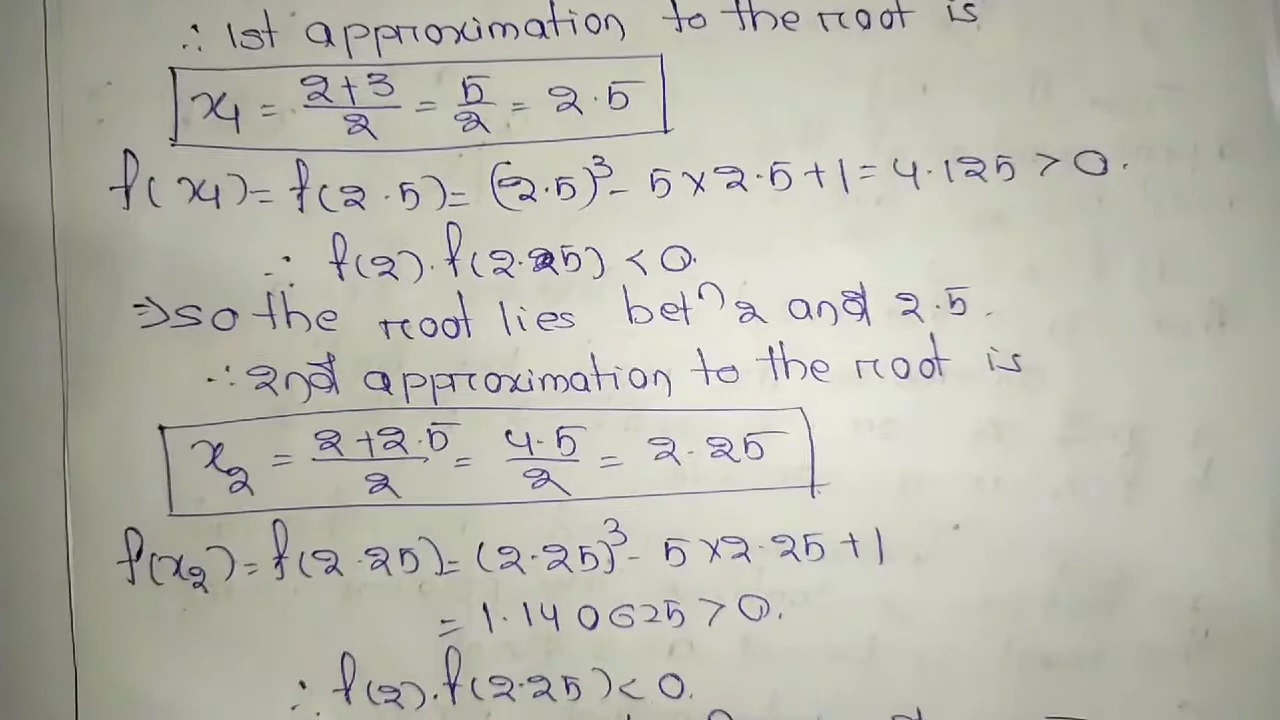 ∴ 1st approximation to the root is
x₁ = (2+3)/2 = 5/2 = 2.5
f(x₁) = f(2.5) = (2.5)³ - 5×2.5+1 = 4.125 > 0.
∴ f(2).f(2.25) < 0.
⇒ so the root lies betⁿ 2 and 2.5.
∴ 2nd approximation to the root is
x₂ = (2+2.5)/2 = 4.5/2 = 2.25
f(x₂) = f(2.25) = (2.25)³ - 5×2.25+1
= 1.140625 > 0.
∴ f(2).f(2.25) < 0.